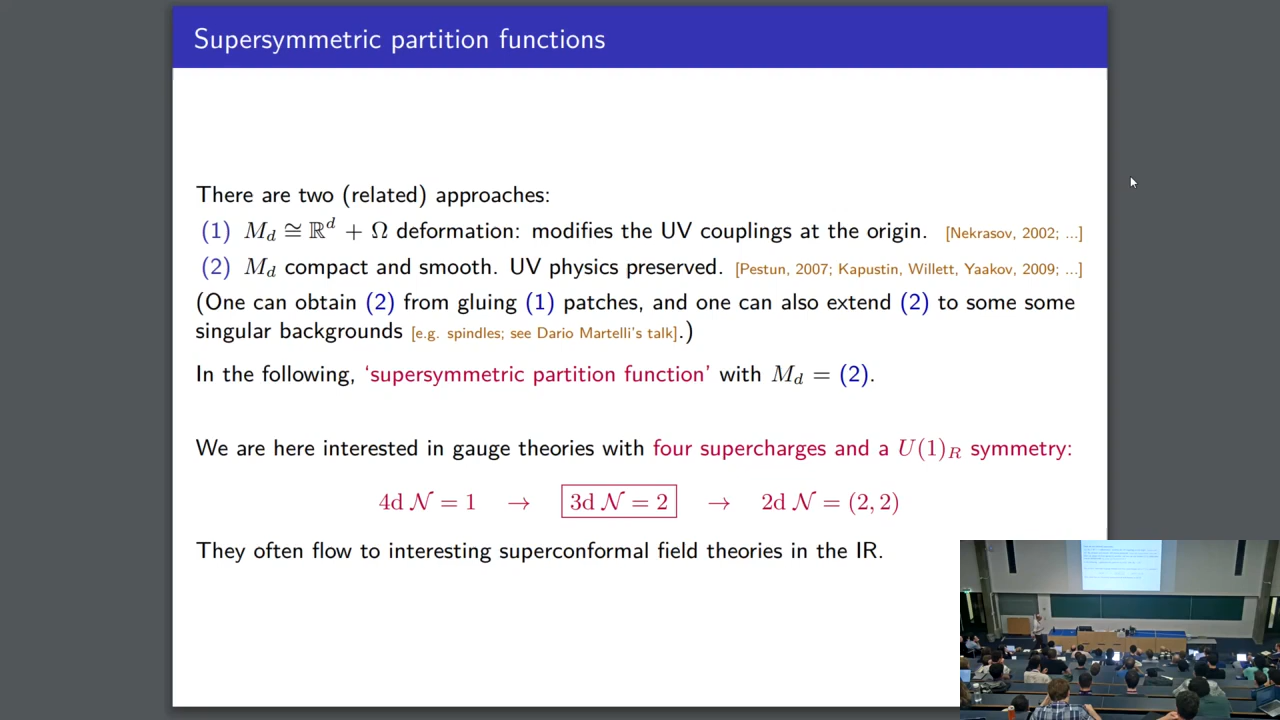 Supersymmetric partition functions
There are two (related) approaches:
(1) M_d ≅ ℝ^d + Ω deformation: modifies the UV couplings at the origin. [Nekrasov, 2002; ...]
(2) M_d compact and smooth. UV physics preserved. [Pestun, 2007; Kapustin, Willett, Yaakov, 2009; ...]
(One can obtain (2) from gluing (1) patches, and one can also extend (2) to some some
singular backgrounds [e.g. spindles; see Dario Martelli's talk].)
In the following, ‘supersymmetric partition function’ with M_d = (2).
We are here interested in gauge theories with four supercharges and a U(1)_R symmetry:
4d 𝒩 = 1 → 3d 𝒩 = 2 → 2d 𝒩 = (2, 2)
They often flow to interesting superconformal field theories in the IR.